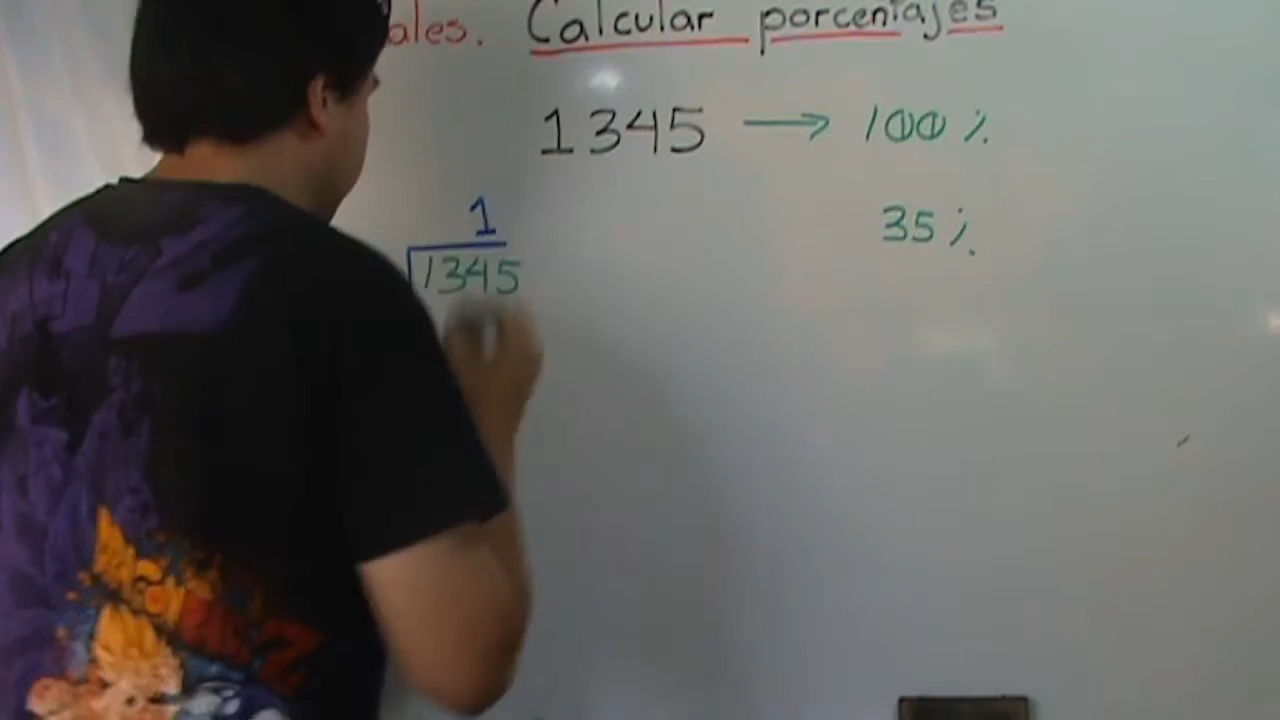 ales. Calcular porcentajes
1345 → 100%
35%
1
1345